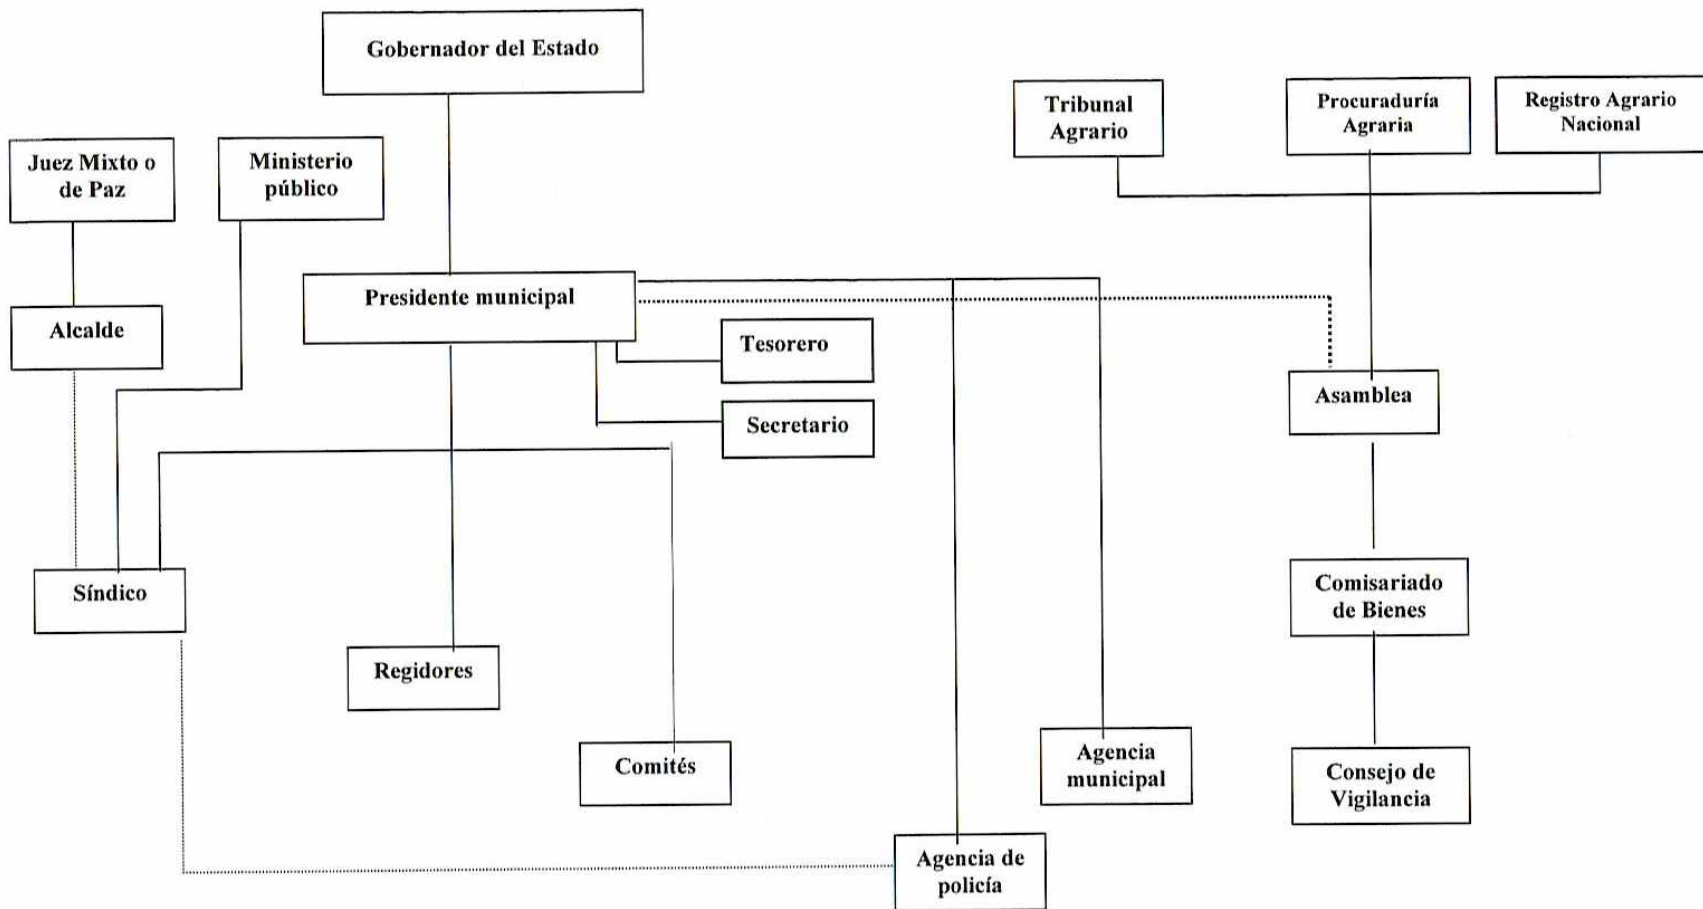 Gobernador del Estado
Tribunal
Agrario
Procuraduría
Agraria
Registro Agrario
Nacional
Juez Mixto o
de Paz
Ministerio
público
Presidente municipal
Alcalde
Tesorero
Secretario
Asamblea
Síndico
Comisariado
de Bienes
Regidores
Comités
Agencia
municipal
Consejo de
Vigilancia
Agencia de
policía